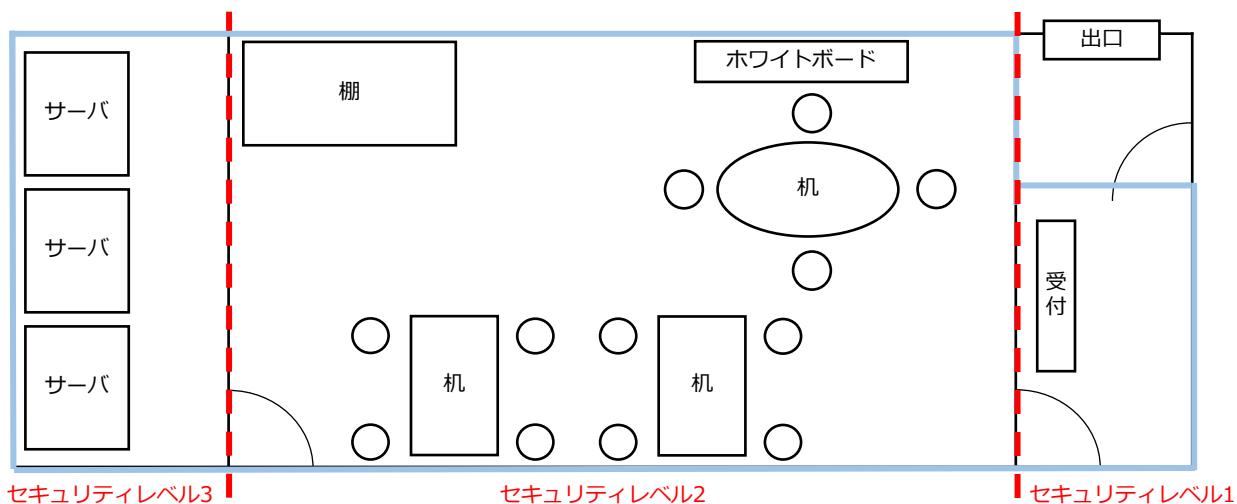 出口
ホワイトボード
棚
サーバ
机
サーバ
受付
サーバ
机
机
セキュリティレベル3
セキュリティレベル2
セキュリティレベル1